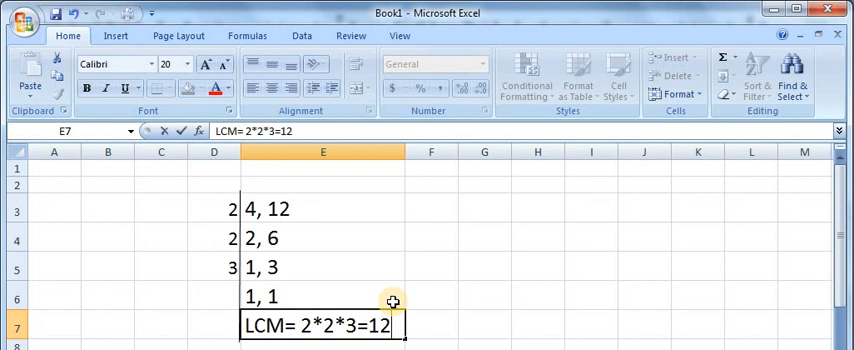 Book1 - Microsoft Excel
Home Insert Page Layout Formulas Data Review View
Paste
Calibri 20 A A
B I U A
General
$ % ,
Conditional Formatting
Format as Table
Cell Styles
Insert
Delete
Format
Σ
Sort & Filter
Find & Select
Clipboard Font Alignment Number Styles Cells Editing
E7 fx LCM= 2*2*3=12
A B C D E F G H I J K L M
1
2
3 2 4, 12
4 2 2, 6
5 3 1, 3
6 1, 1
7 LCM= 2*2*3=12
8